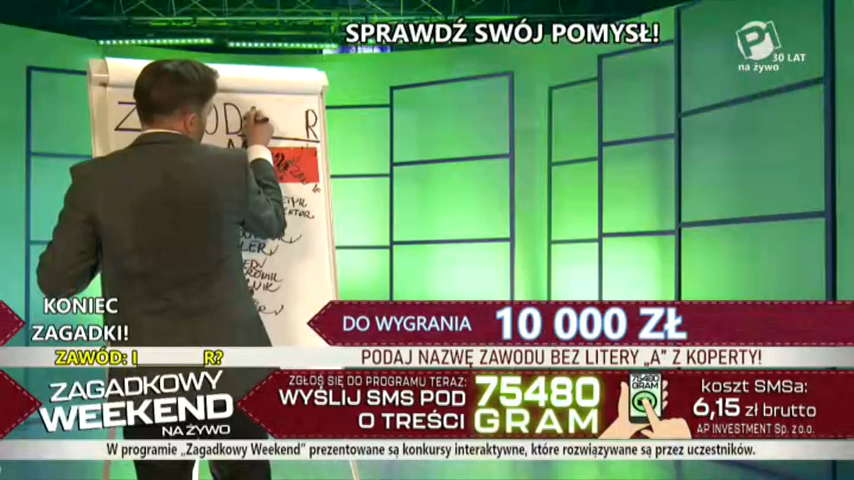 SPRAWDŹ SWÓJ POMYSŁ!
30 LAT
na żywo
R
KONIEC
ZAGADKI!
DO WYGRANIA 10 000 ZŁ
ZAWÓD: I_______R?
PODAJ NAZWĘ ZAWODU BEZ LITERY „A” Z KOPERTY!
ZAGADKOWY
WEEKEND
NA ŻYWO
ZGŁOŚ SIĘ DO PROGRAMU TERAZ:
WYŚLIJ SMS POD 75480
O TREŚCI GRAM
75480
GRAM
koszt SMSa:
6,15 zł brutto
AP INVESTMENT Sp. z o.o.
W programie „Zagadkowy Weekend” prezentowane są konkursy interaktywne, które rozwiązywane są przez uczestników.